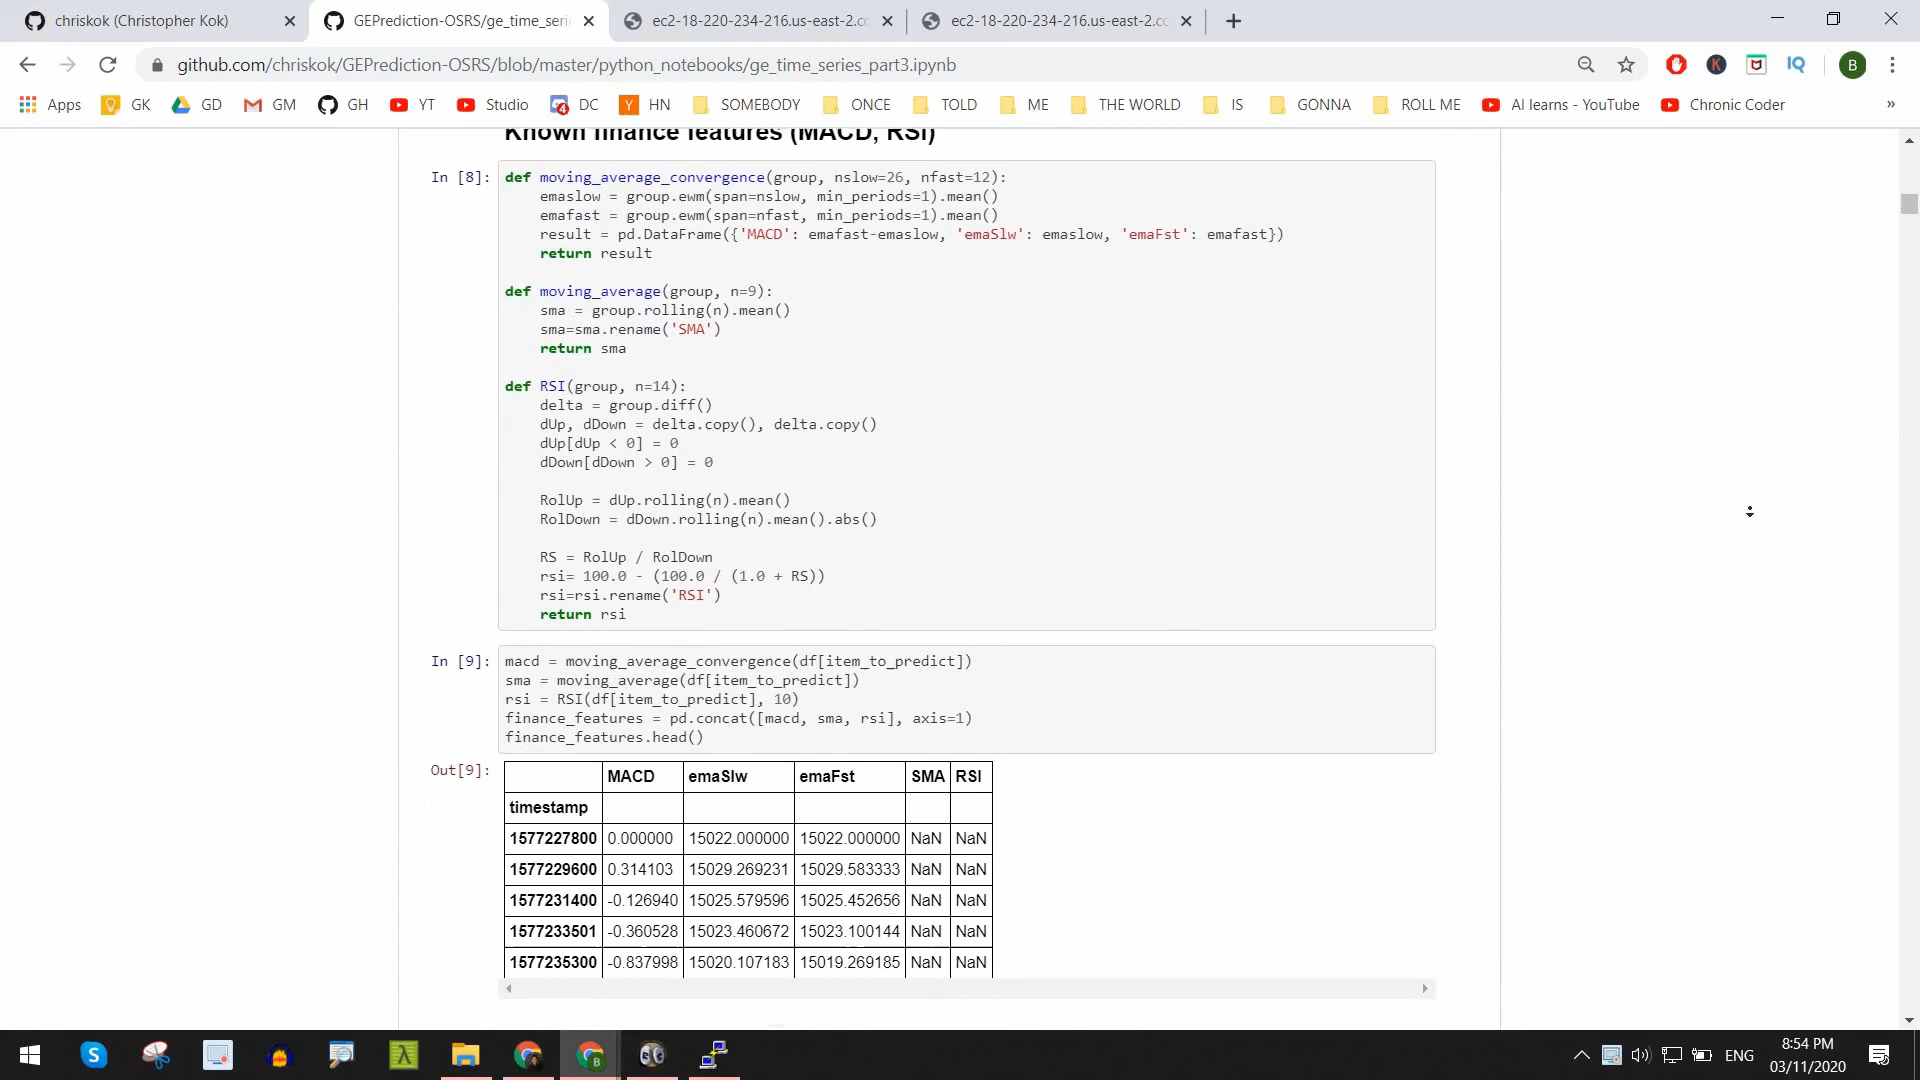 chriskok (Christopher Kok)
GEPrediction-OSRS/ge_time_seri
ec2-18-220-234-216.us-east-2.co
ec2-18-220-234-216.us-east-2.co
github.com/chriskok/GEPrediction-OSRS/blob/master/python_notebooks/ge_time_series_part3.ipynb
K
IQ
B
Apps
GK
GD
GM
GH
YT
Studio
4
DC
Y
HN
SOMEBODY
ONCE
TOLD
ME
THE WORLD
IS
GONNA
ROLL ME
AI learns - YouTube
Chronic Coder
»
Known finance features (MACD, RSI)
In [8]:
def moving_average_convergence(group, nslow=26, nfast=12):
emaslow = group.ewm(span=nslow, min_periods=1).mean()
emafast = group.ewm(span=nfast, min_periods=1).mean()
result = pd.DataFrame({'MACD': emafast-emaslow, 'emaSlw': emaslow, 'emaFst': emafast})
return result
def moving_average(group, n=9):
sma = group.rolling(n).mean()
sma=sma.rename('SMA')
return sma
def RSI(group, n=14):
delta = group.diff()
dUp, dDown = delta.copy(), delta.copy()
dUp[dUp < 0] = 0
dDown[dDown > 0] = 0
RolUp = dUp.rolling(n).mean()
RolDown = dDown.rolling(n).mean().abs()
RS = RolUp / RolDown
rsi= 100.0 - (100.0 / (1.0 + RS))
rsi=rsi.rename('RSI')
return rsi
In [9]:
macd = moving_average_convergence(df[item_to_predict])
sma = moving_average(df[item_to_predict])
rsi = RSI(df[item_to_predict], 10)
finance_features = pd.concat([macd, sma, rsi], axis=1)
finance_features.head()
Out[9]:
MACD emaSlw emaFst SMA RSI
timestamp
1577227800 0.000000 15022.000000 15022.000000 NaN NaN
1577229600 0.314103 15029.269231 15029.583333 NaN NaN
1577231400 -0.126940 15025.579596 15025.452656 NaN NaN
1577233501 -0.360528 15023.460672 15023.100144 NaN NaN
1577235300 -0.837998 15020.107183 15019.269185 NaN NaN
ENG
8:54 PM
03/11/2020